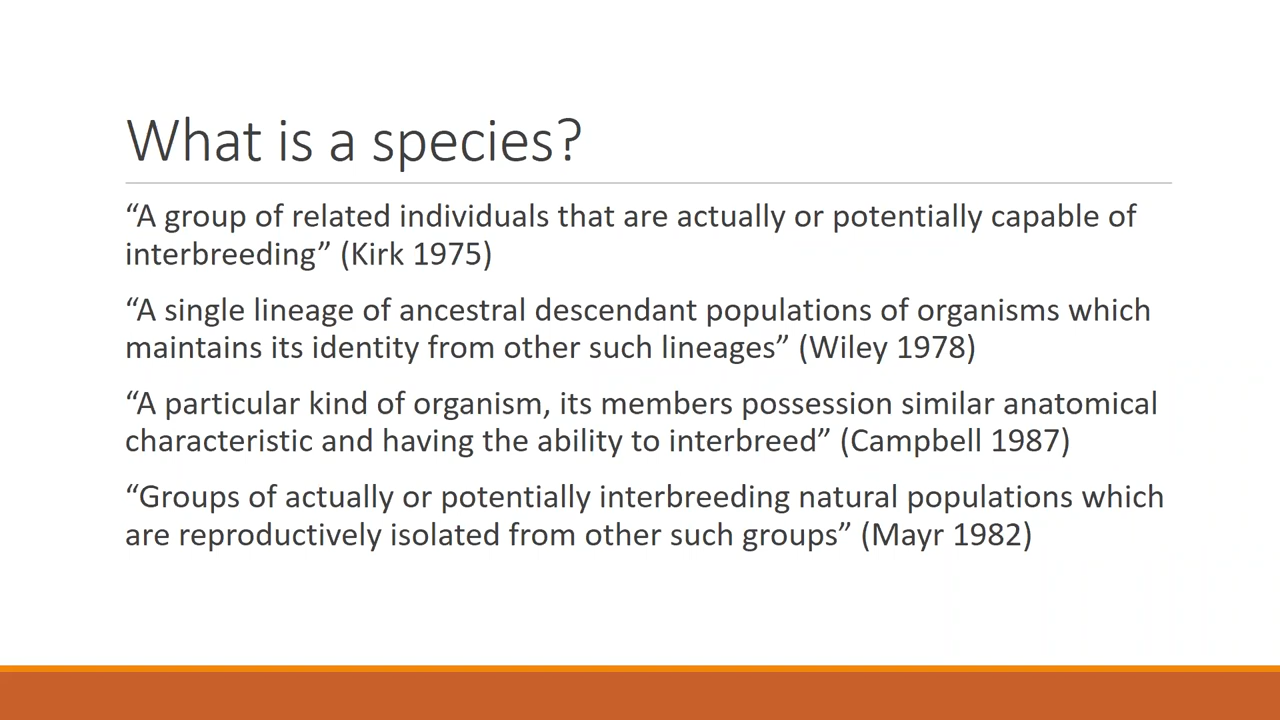 What is a species?
“A group of related individuals that are actually or potentially capable of
interbreeding” (Kirk 1975)
“A single lineage of ancestral descendant populations of organisms which
maintains its identity from other such lineages” (Wiley 1978)
“A particular kind of organism, its members possession similar anatomical
characteristic and having the ability to interbreed” (Campbell 1987)
“Groups of actually or potentially interbreeding natural populations which
are reproductively isolated from other such groups” (Mayr 1982)